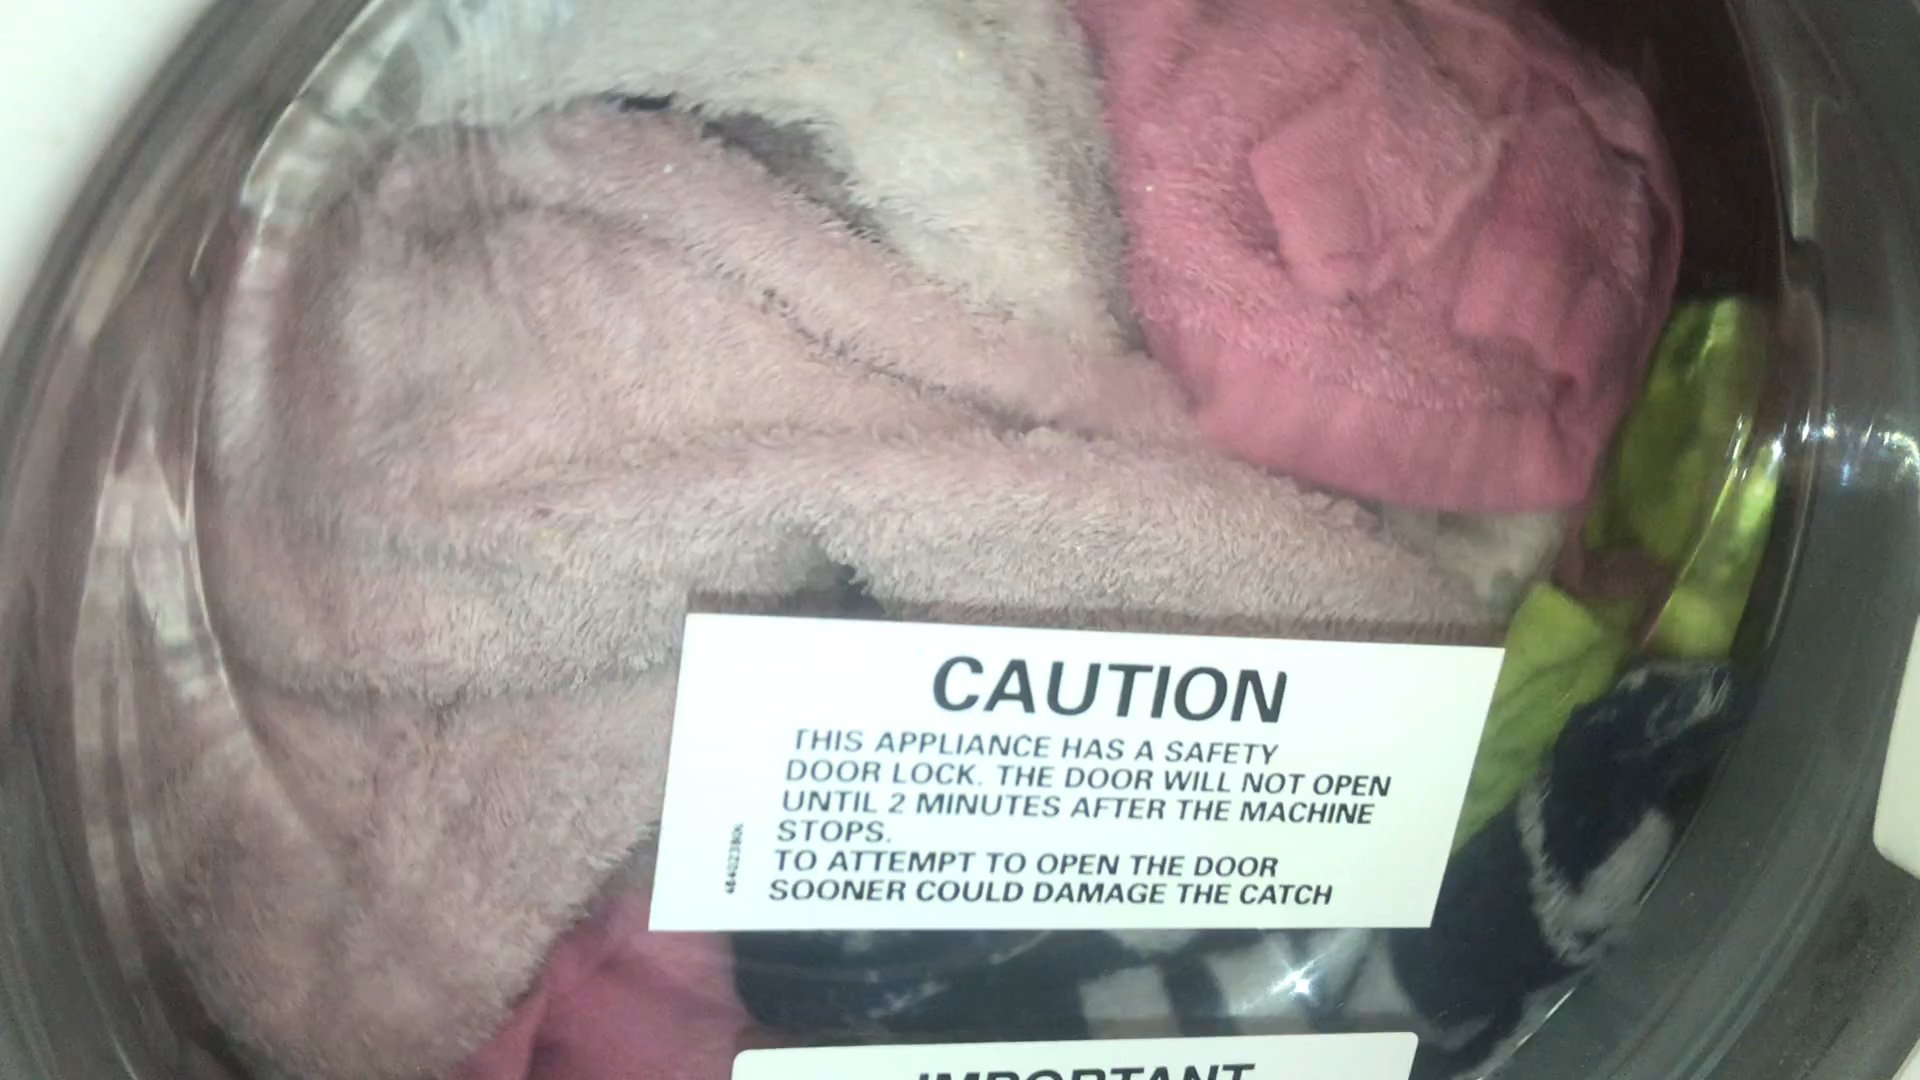 CAUTION
THIS APPLIANCE HAS A SAFETY
DOOR LOCK. THE DOOR WILL NOT OPEN
UNTIL 2 MINUTES AFTER THE MACHINE
STOPS.
TO ATTEMPT TO OPEN THE DOOR
SOONER COULD DAMAGE THE CATCH
IMPORTANT